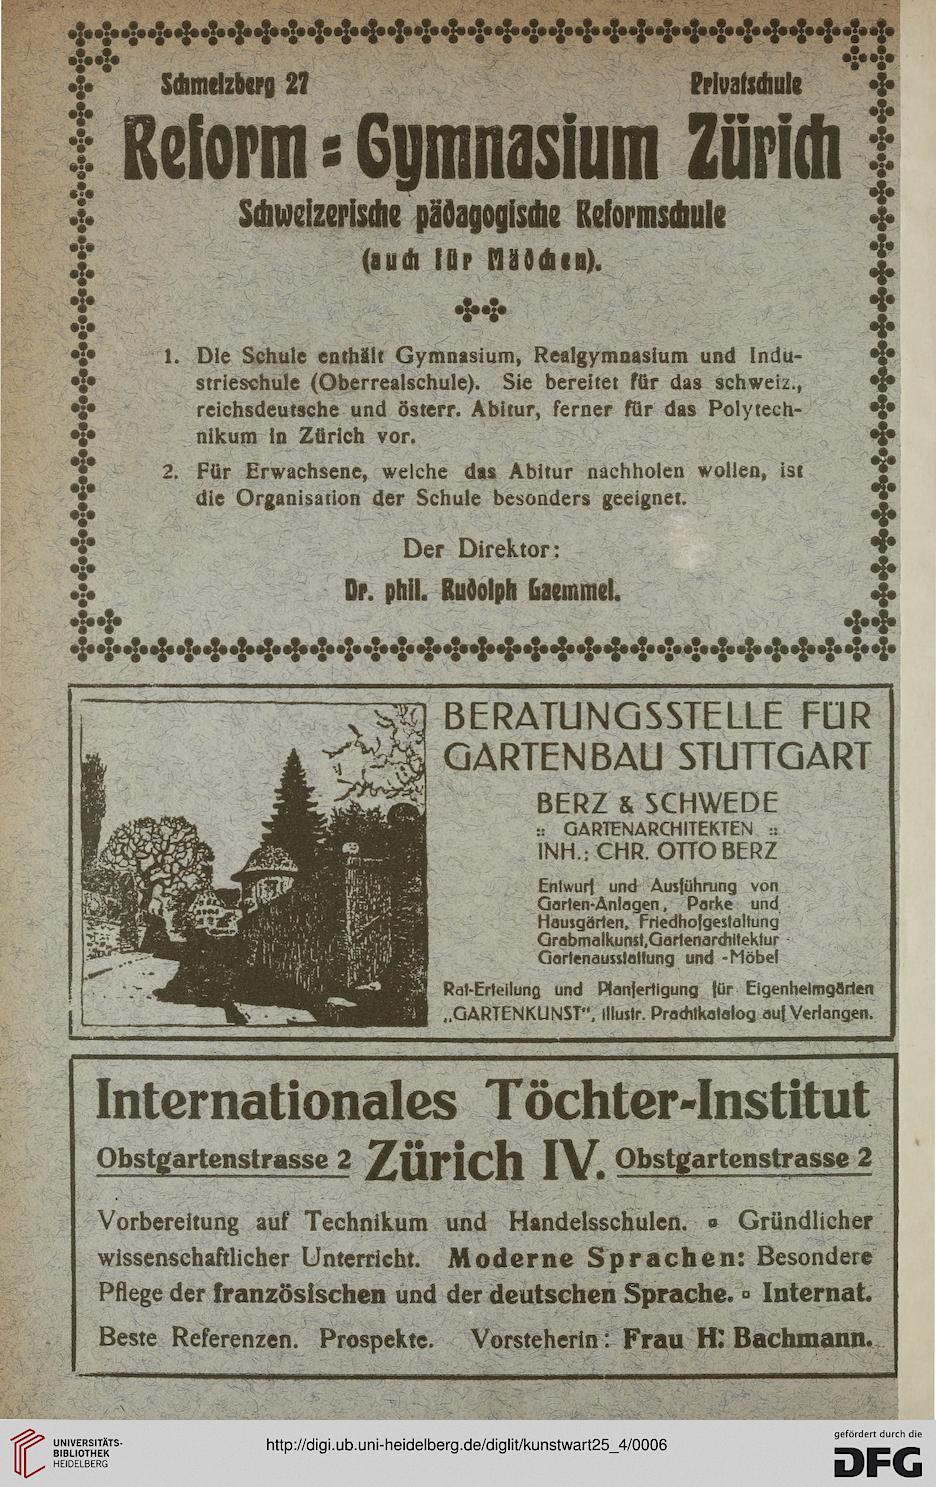 Schmelzberg 27 Privatschule
Reform = Gymnasium Zürich
Schweizerische pädagogische Reformschule
(auch für Mädchen).
1. Die Schule enthält Gymnasium, Realgymnasium und Indu-
strieschule (Oberrealschule). Sie bereitet für das schweiz.,
reichsdeutsche und österr. Abitur, ferner für das Polytech-
nikum in Zürich vor.
2. Für Erwachsene, welche das Abitur nachholen wollen, ist
die Organisation der Schule besonders geeignet.
Der Direktor:
Dr. phil. Rudolph Laemmel.
BERATUNGSSTELLE FÜR
GARTENBAU STUTTGART
BERZ & SCHWEDE
:: GARTENARCHITEKTEN ::
INH.: CHR. OTTO BERZ
Entwurf und Ausführung von
Garten-Anlagen, Parke und
Hausgärten, Friedhofgestaltung
Grabmalkunst, Gartenarchitektur
Gartenausstattung und -Möbel
Rat-Erteilung und Planfertigung für Eigenheimgärten
„GARTENKUNST", illustr. Prachtkatalog auf Verlangen.
Internationales Töchter-Institut
Obstgartenstrasse 2 Zürich IV. Obstgartenstrasse 2
Vorbereitung auf Technikum und Handelsschulen. ▫ Gründlicher
wissenschaftlicher Unterricht. Moderne Sprachen: Besondere
Pflege der französischen und der deutschen Sprache. ▫ Internat.
Beste Referenzen. Prospekte. Vorsteherin: Frau H. Bachmann.
UNIVERSITÄTS-
BIBLIOTHEK
HEIDELBERG
http://digi.ub.uni-heidelberg.de/diglit/kunstwart25_4/0006
gefördert durch die
DFG